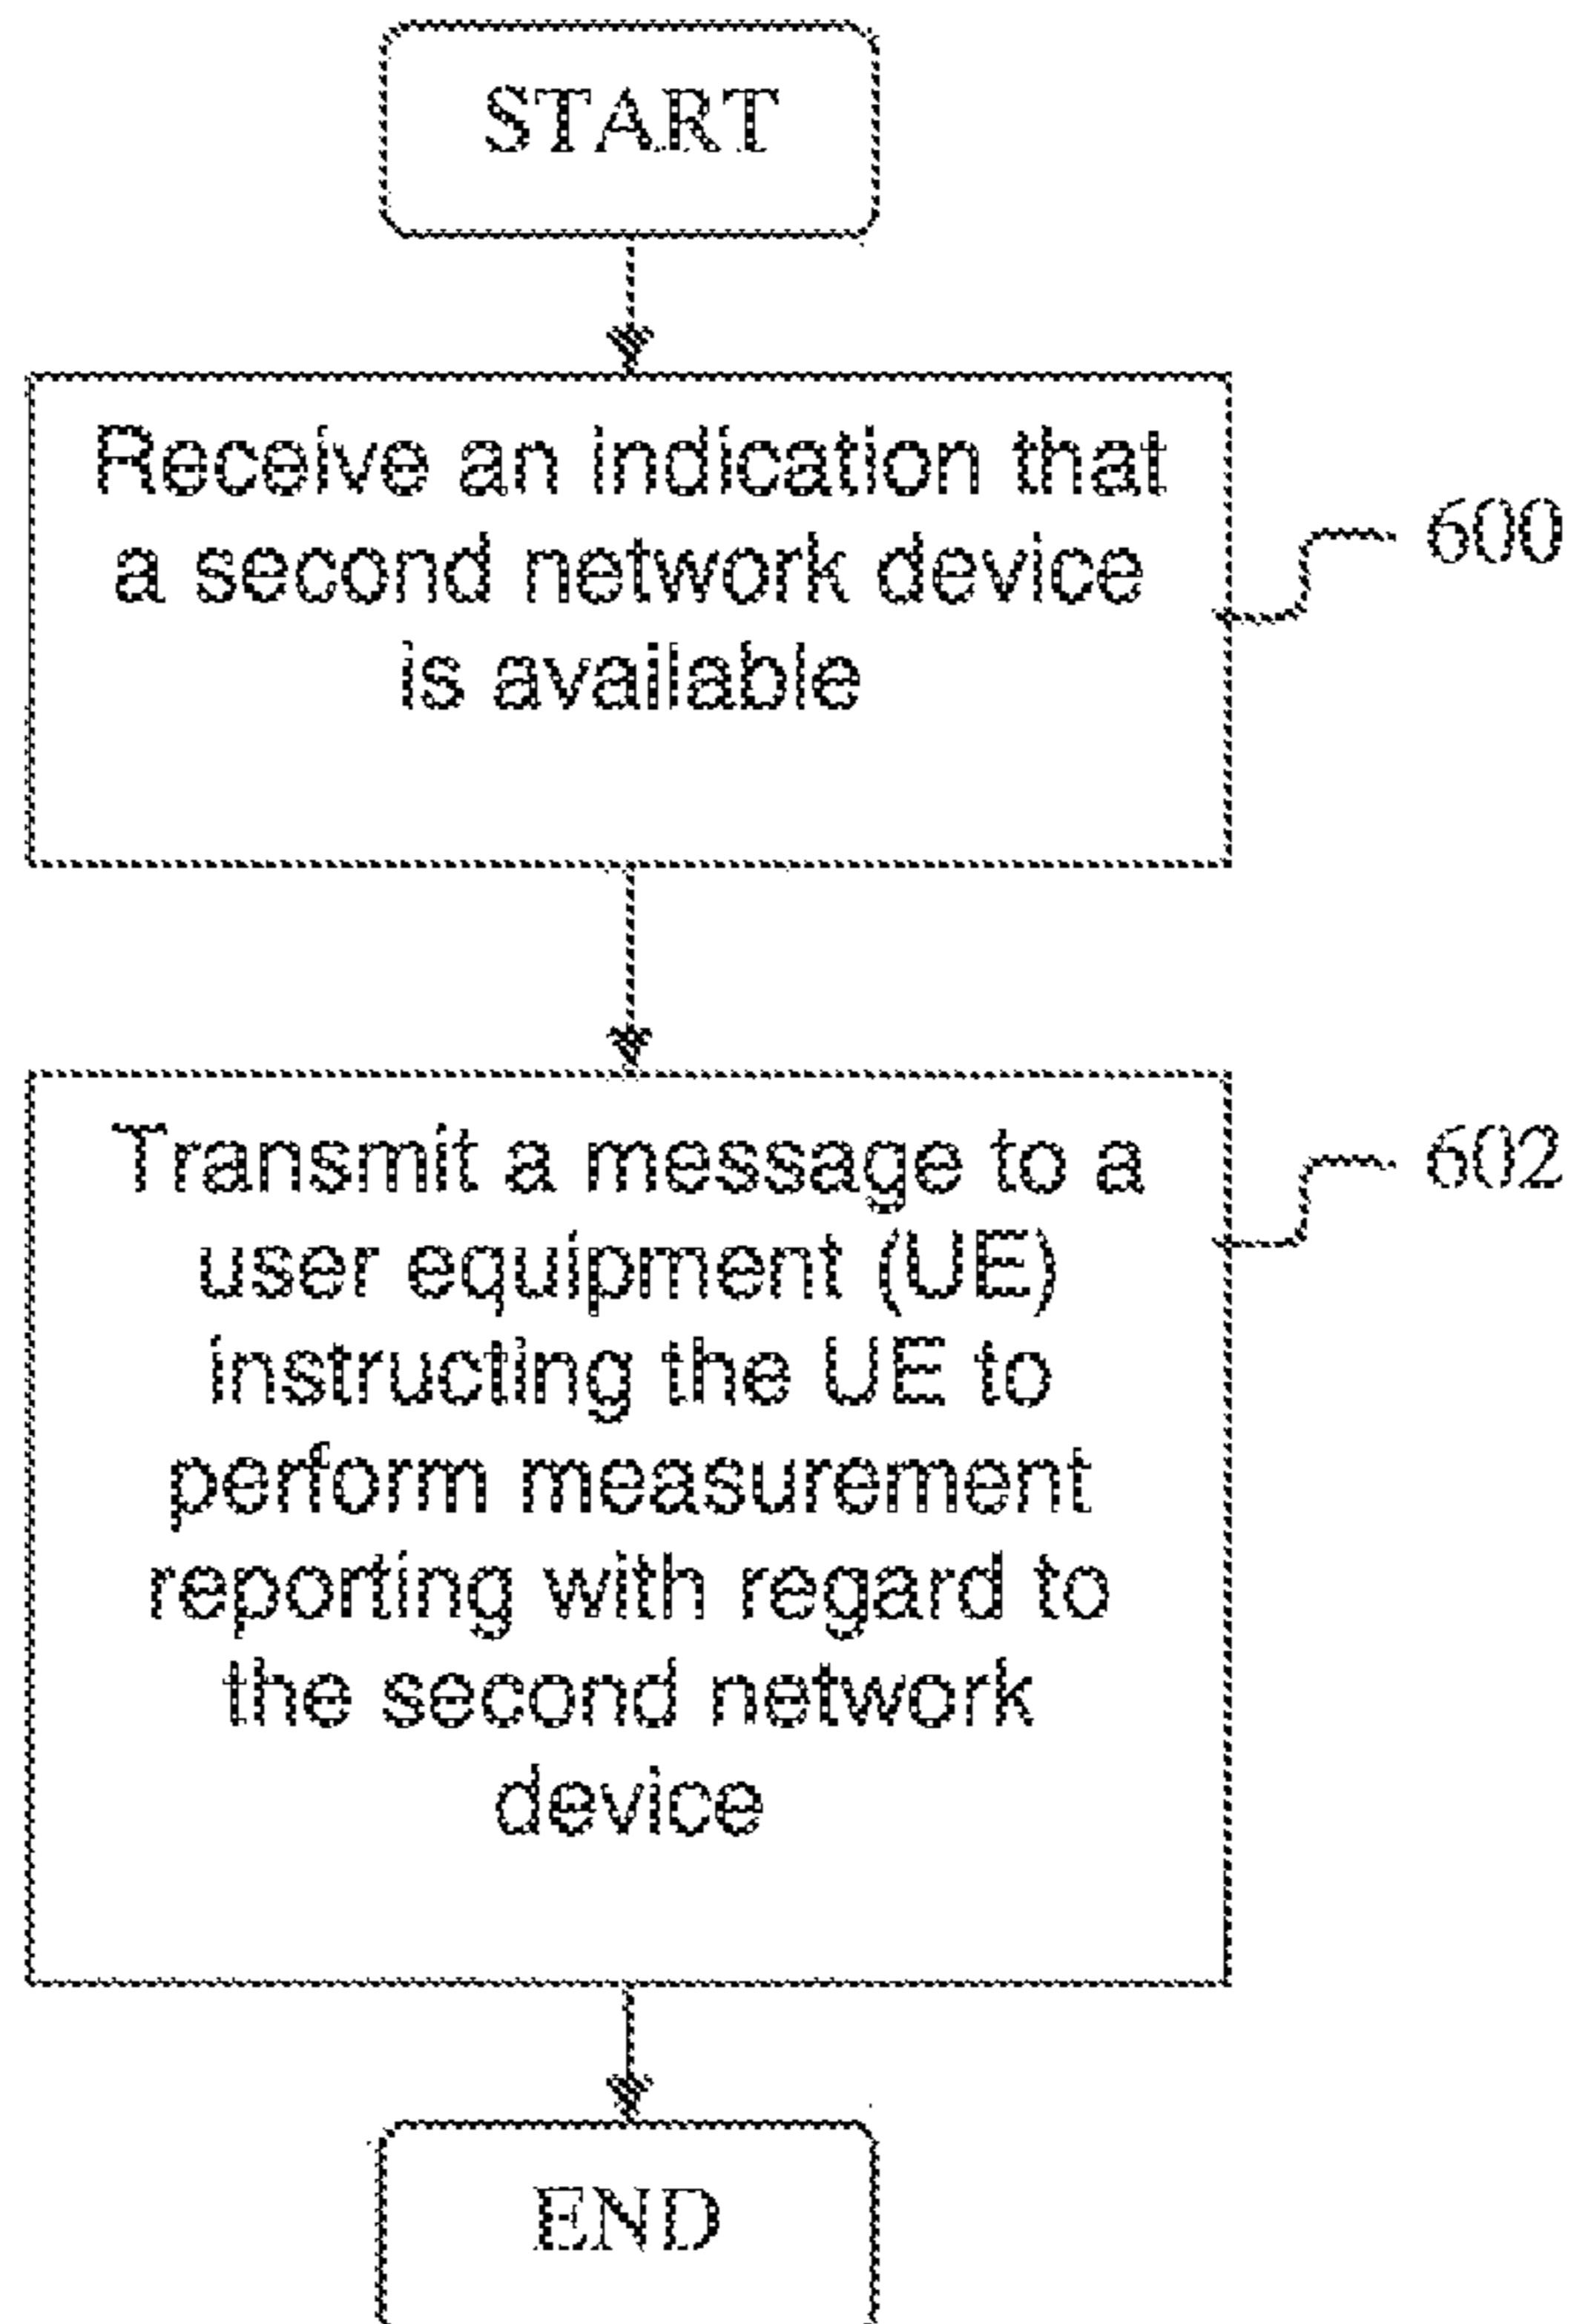 START
Receive an indication that
a second network device
is available
600
Transmit a message to a
user equipment (UE)
instructing the UE to
perform measurement
reporting with regard to
the second network
device
602
END